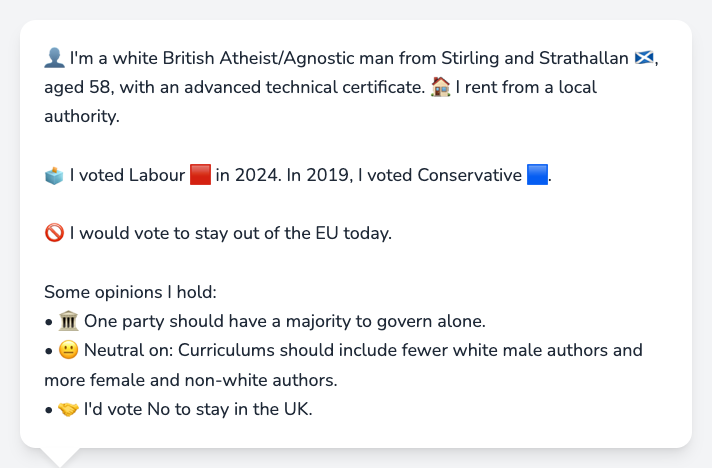 👤 I'm a white British Atheist/Agnostic man from Stirling and Strathallan 🏴󠁧󠁢󠁳󠁣󠁴󠁿,
aged 58, with an advanced technical certificate. 🏠 I rent from a local
authority.
🗳️ I voted Labour 🟥 in 2024. In 2019, I voted Conservative 🟦.
🚫 I would vote to stay out of the EU today.
Some opinions I hold:
• 🏛️ One party should have a majority to govern alone.
• 😐 Neutral on: Curriculums should include fewer white male authors and
more female and non-white authors.
• 🤝 I'd vote No to stay in the UK.